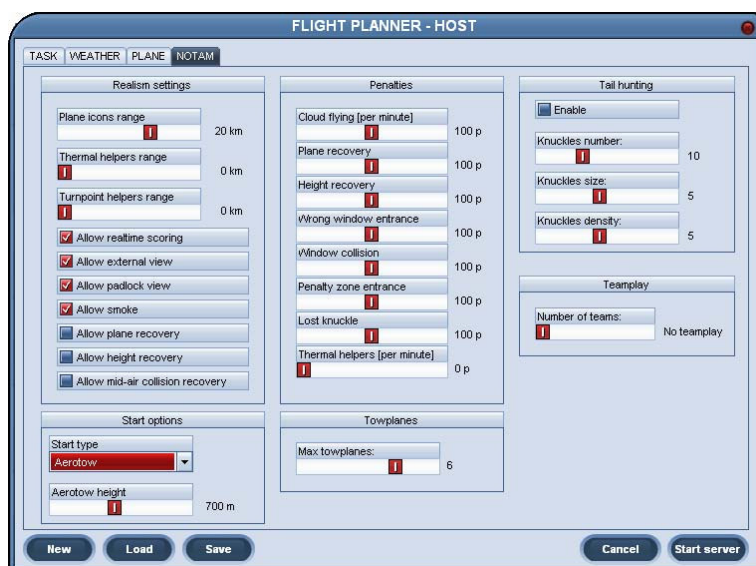 FLIGHT PLANNER - HOST
TASK WEATHER PLANE NOTAM
Realism settings
Plane icons range
20 km
Thermal helpers range
0 km
Turnpoint helpers range
0 km
Allow realtime scoring
Allow external view
Allow padlock view
Allow smoke
Allow plane recovery
Allow height recovery
Allow mid-air collision recovery
Start options
Start type
Aerotow
Aerotow height
700 m
Penalties
Cloud flying [per minute]
100 p
Plane recovery
100 p
Height recovery
100 p
Wrong window entrance
100 p
Window collision
100 p
Penalty zone entrance
100 p
Lost knuckle
100 p
Thermal helpers [per minute]
0 p
Towplanes
Max towplanes:
6
Tail hunting
Enable
Knuckles number:
10
Knuckles size:
5
Knuckles density:
5
Teamplay
Number of teams:
No teamplay
New Load Save Cancel Start server